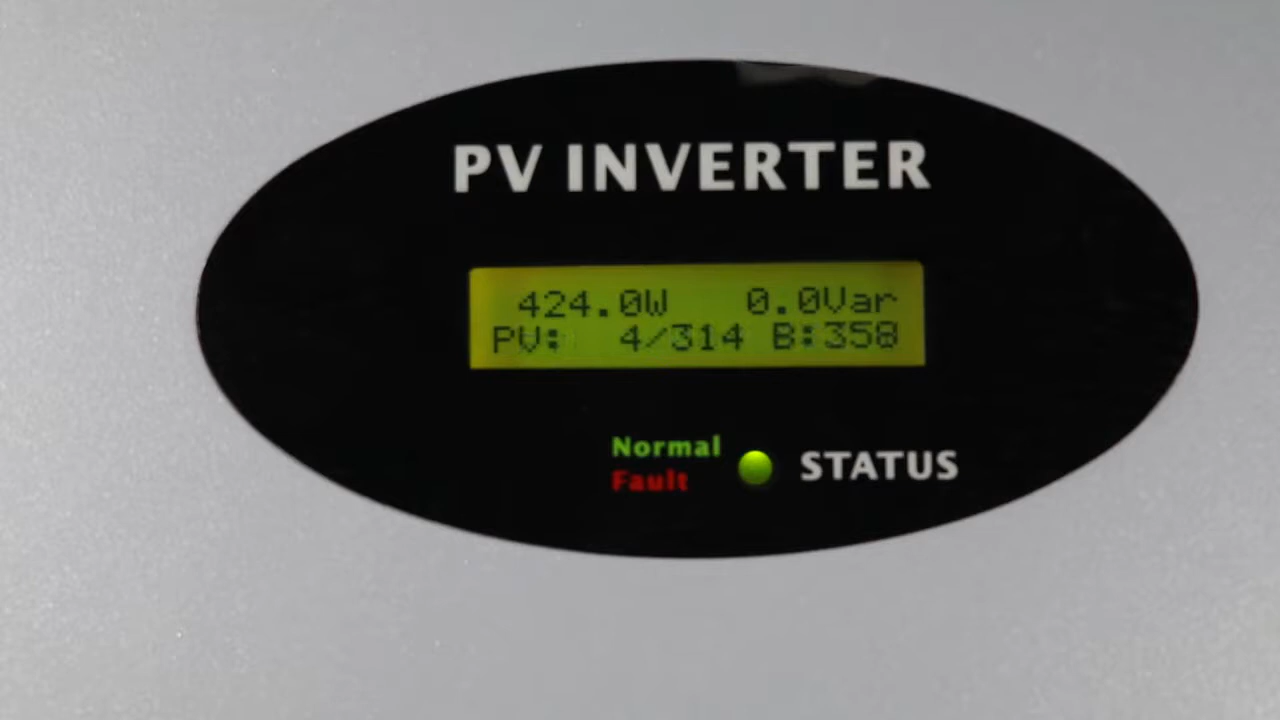 PV INVERTER
424.0W 0.0Var
PV: 4/314 B:358
Normal
Fault
STATUS